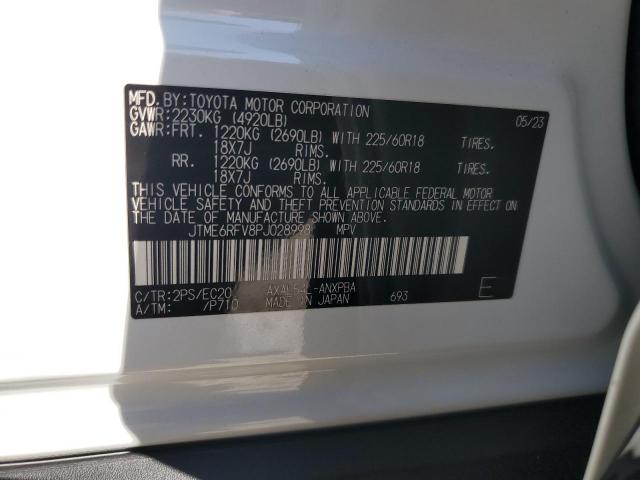 MFD. BY: TOYOTA MOTOR CORPORATION 05/23
GVWR: 2230KG (4920LB)
GAWR: FRT. 1220KG (2690LB) WITH 225/60R18 TIRES.
18X7J RIMS.
RR. 1220KG (2690LB) WITH 225/60R18 TIRES.
18X7J RIMS.
THIS VEHICLE CONFORMS TO ALL APPLICABLE FEDERAL MOTOR
VEHICLE SAFETY AND THEFT PREVENTION STANDARDS IN EFFECT ON
THE DATE OF MANUFACTURE SHOWN ABOVE.
JTME6RFV8PJ028998 MPV
C/TR: 2PS/EC20 AXAL54L-ANXPBA
A/TM: /P710 MADE IN JAPAN 693 E